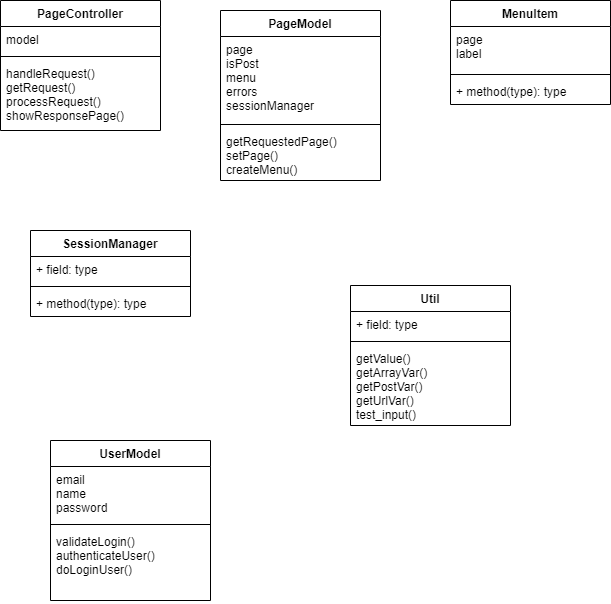 PageController
model
handleRequest()
getRequest()
processRequest()
showResponsePage()
PageModel
page
isPost
menu
errors
sessionManager
getRequestedPage()
setPage()
createMenu()
MenuItem
page
label
+ method(type): type
SessionManager
+ field: type
+ method(type): type
Util
+ field: type
getValue()
getArrayVar()
getPostVar()
getUrlVar()
test_input()
UserModel
email
name
password
validateLogin()
authenticateUser()
doLoginUser()